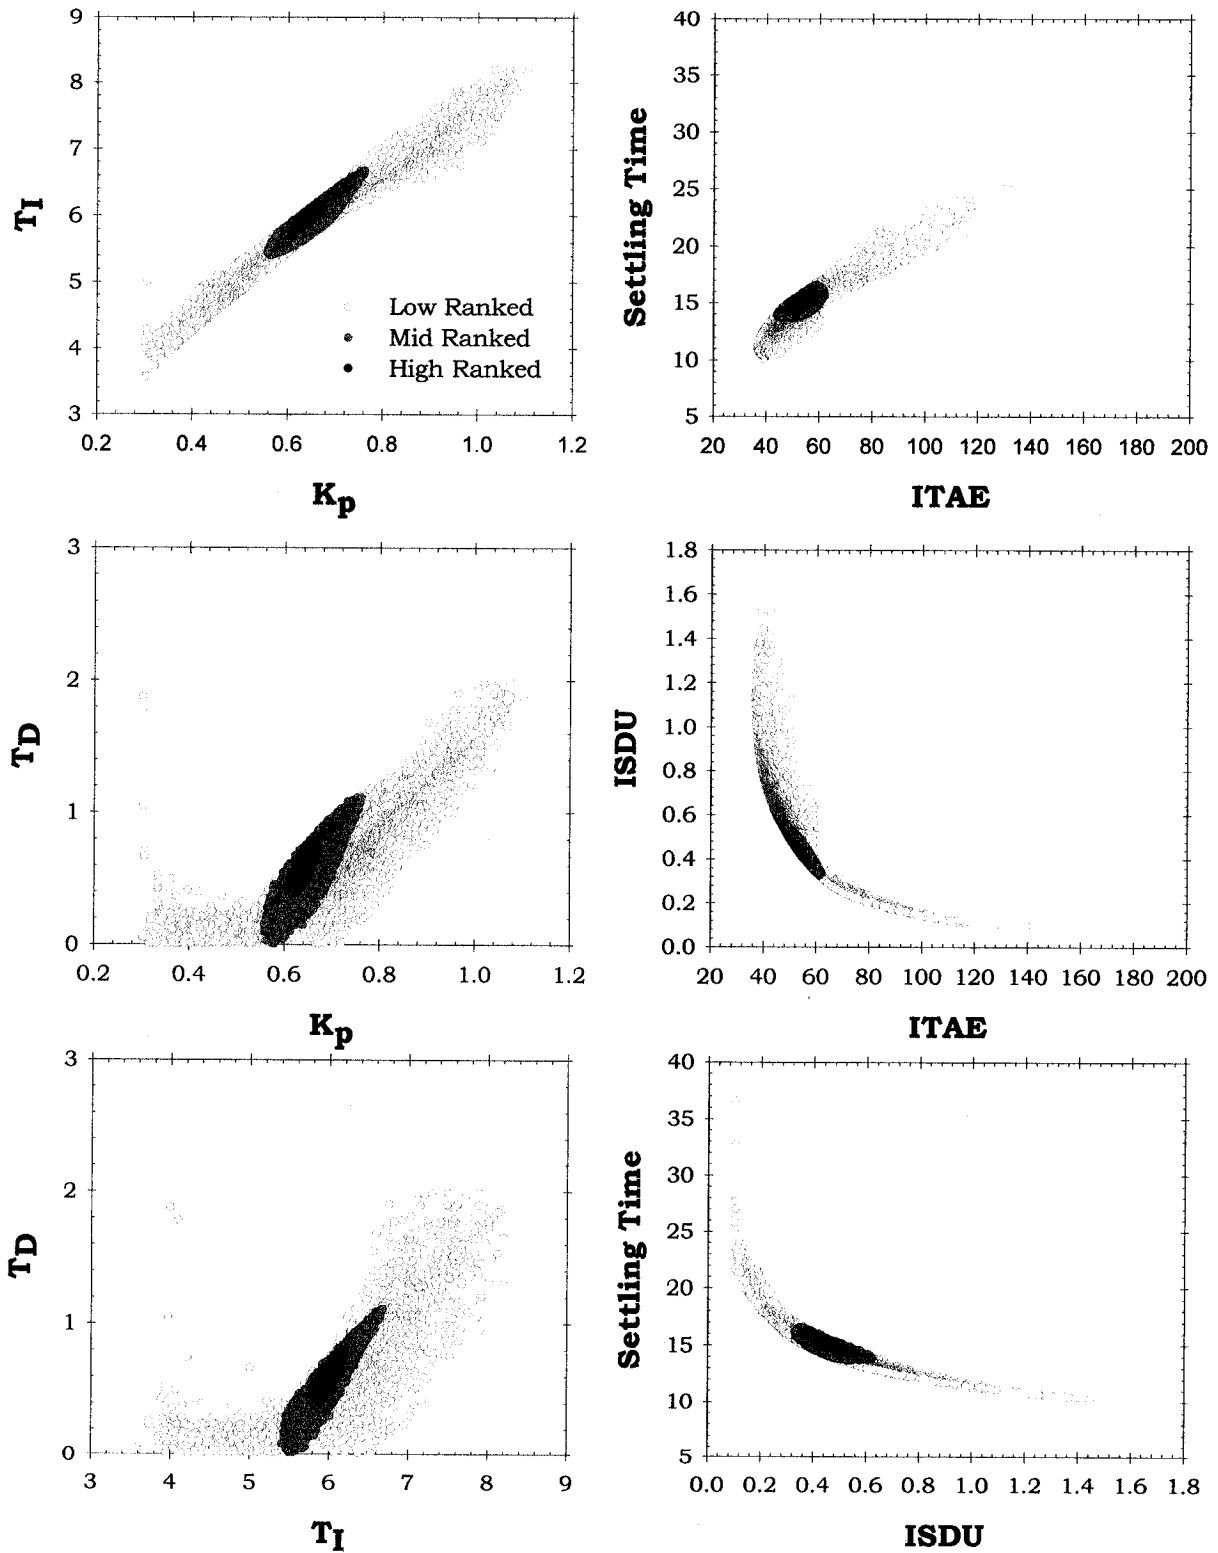 9
8
7
6
5
4
3
T_I
Low Ranked
Mid Ranked
High Ranked
0.2 0.4 0.6 0.8 1.0 1.2
K_p
40
35
30
25
20
15
10
5
Settling Time
20 40 60 80 100 120 140 160 180 200
ITAE
3
2
1
0
T_D
0.2 0.4 0.6 0.8 1.0 1.2
K_p
1.8
1.6
1.4
1.2
1.0
0.8
0.6
0.4
0.2
0.0
ISDU
20 40 60 80 100 120 140 160 180 200
ITAE
3
2
1
0
T_D
3 4 5 6 7 8 9
T_I
40
35
30
25
20
15
10
5
Settling Time
0.0 0.2 0.4 0.6 0.8 1.0 1.2 1.4 1.6 1.8
ISDU